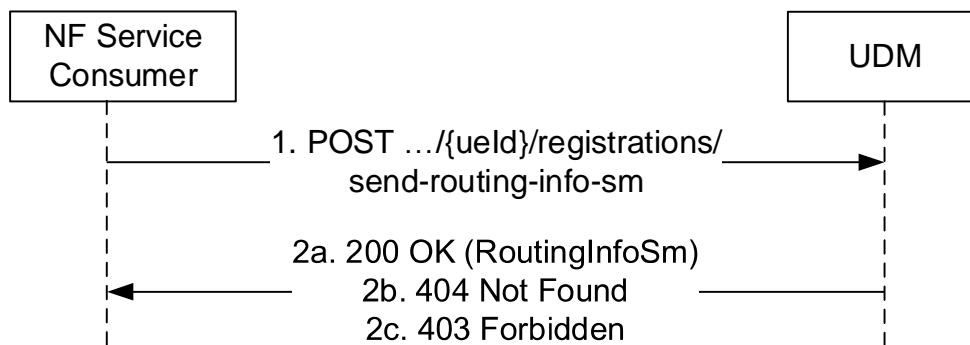 NF Service
Consumer
UDM
1. POST …/{ueId}/registrations/
send-routing-info-sm
2a. 200 OK (RoutingInfoSm)
2b. 404 Not Found
2c. 403 Forbidden